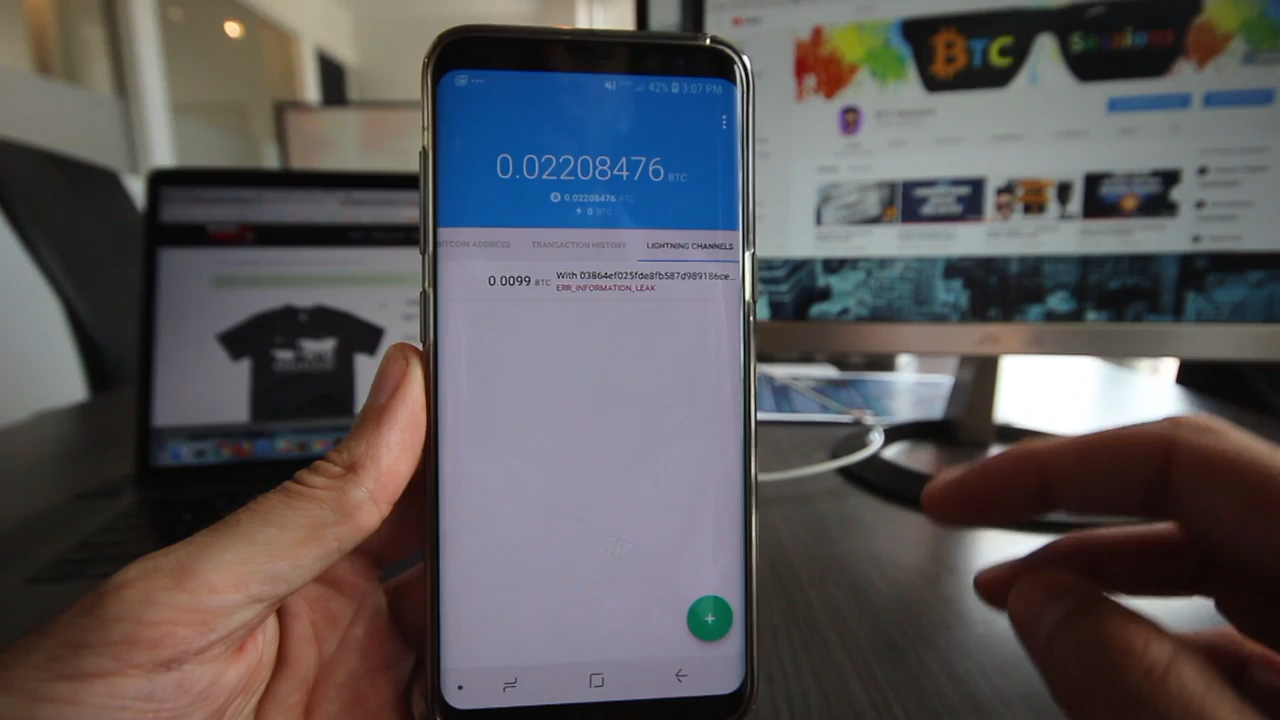 BTC Sessions
42% 3:07 PM
0.02208476 BTC
0.02208476 BTC
0 BTC
BITCOIN ADDRESS TRANSACTION HISTORY LIGHTNING CHANNELS
0.0099 BTC With 03864ef025fde8fb587d989186ce...
ERR_INFORMATION_LEAK
+